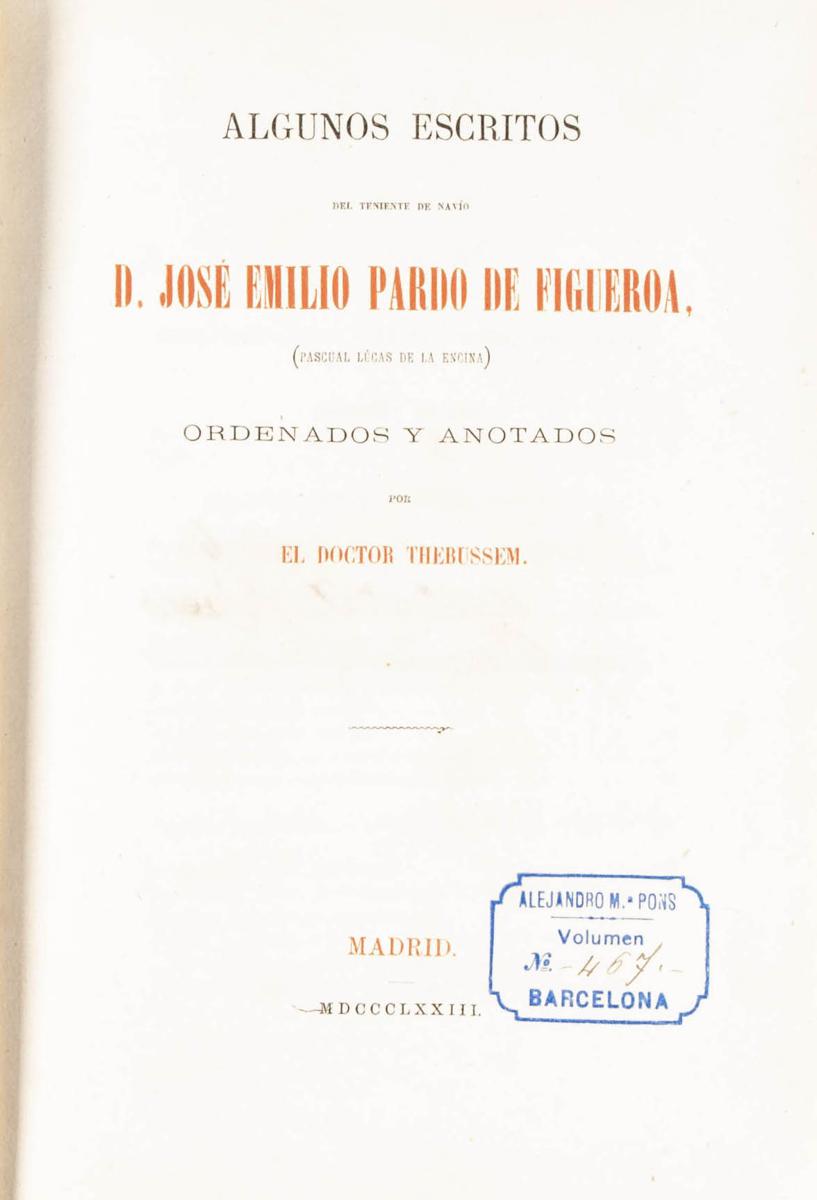 ALGUNOS ESCRITOS
DEL TENIENTE DE NAVÍO
D. JOSÉ EMILIO PARDO DE FIGUEROA,
(PASCUAL LÚCAS DE LA ENCINA)
ORDENADOS Y ANOTADOS
POR
EL DOCTOR THEBUSSEM.
MADRID.
MDCCCLXXIII.
ALEJANDRO M.ª PONS
Volumen
Nº. -467.-
BARCELONA